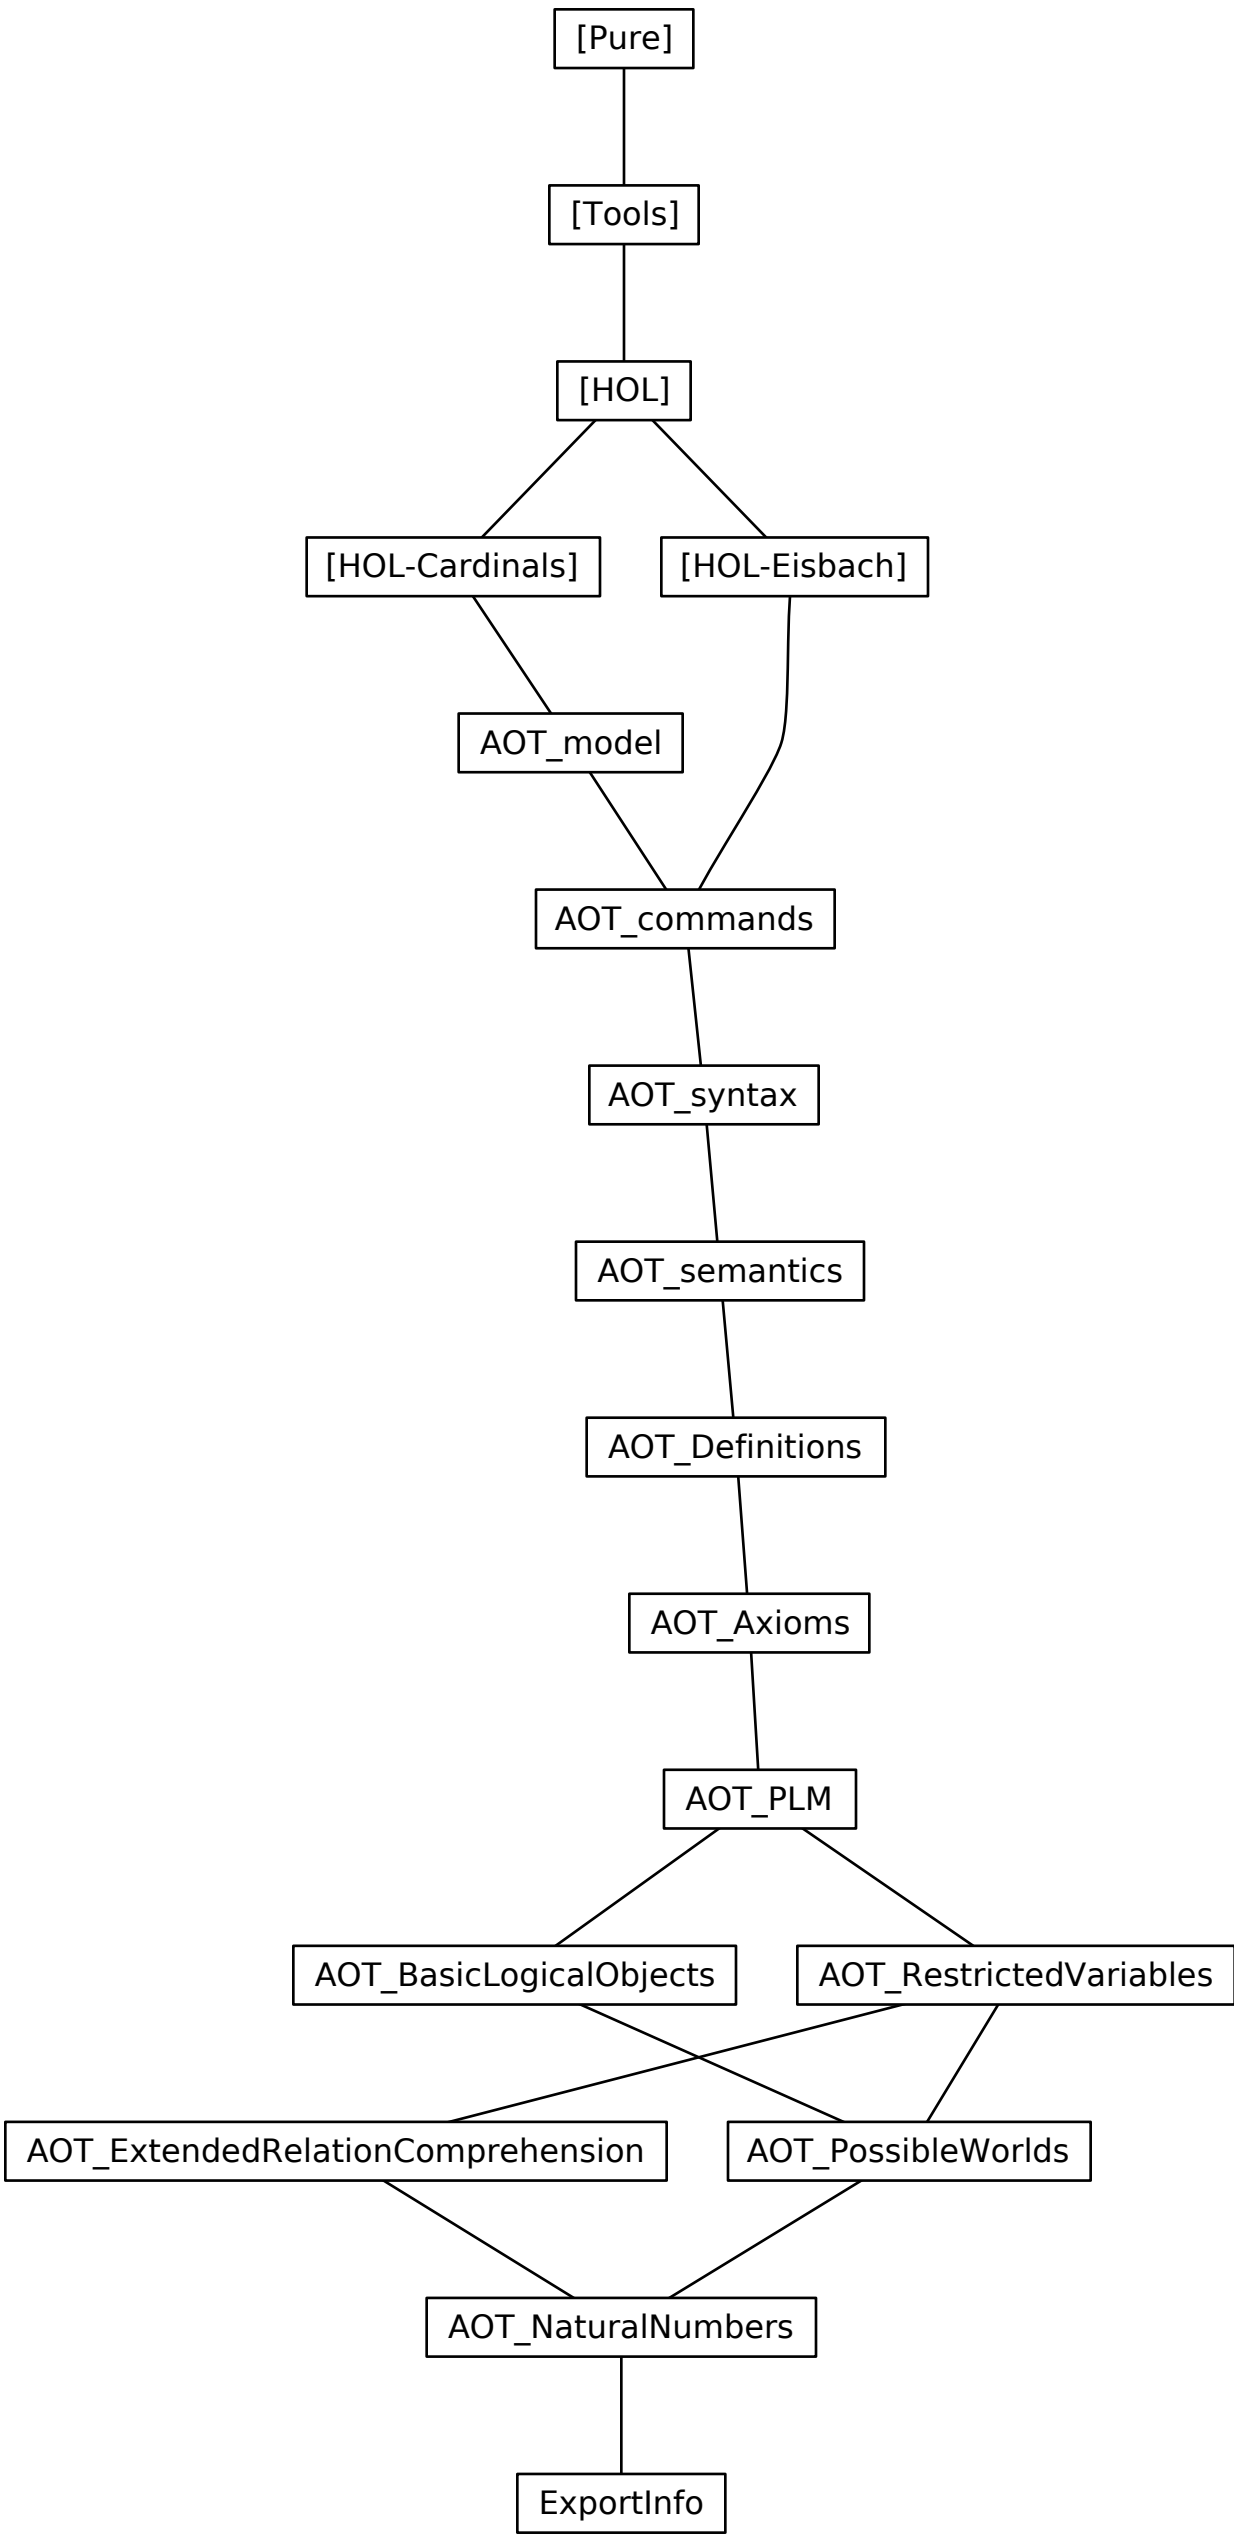 [Pure]
[Tools]
[HOL]
[HOL-Cardinals]
[HOL-Eisbach]
AOT_model
AOT_commands
AOT_syntax
AOT_semantics
AOT_Definitions
AOT_Axioms
AOT_PLM
AOT_BasicLogicalObjects
AOT_RestrictedVariables
AOT_ExtendedRelationComprehension
AOT_PossibleWorlds
AOT_NaturalNumbers
ExportInfo